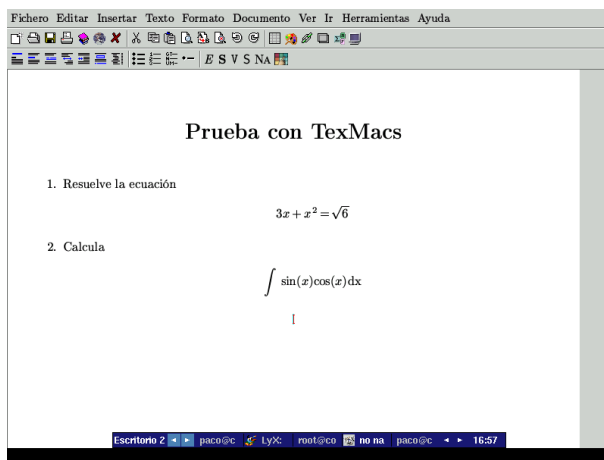 Fichero Editar Insertar Texto Formato Documento Ver Ir Herramientas Ayuda
E S V S NA
Prueba con TexMacs
1. Resuelve la ecuación
3x + x² = √6
2. Calcula
∫ sin(x)cos(x)dx
Escritorio 2 paco@c LyX: root@co no na paco@c 16:57